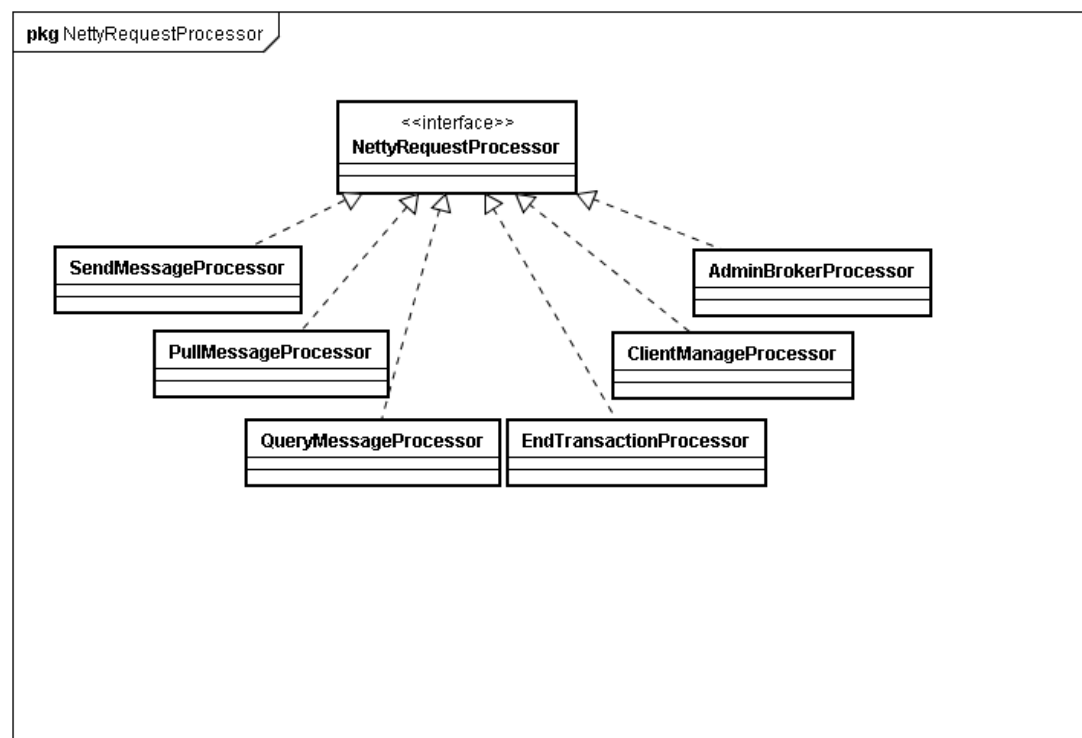 pkg NettyRequestProcessor
<<interface>>
NettyRequestProcessor
SendMessageProcessor
AdminBrokerProcessor
PullMessageProcessor
ClientManageProcessor
QueryMessageProcessor
EndTransactionProcessor